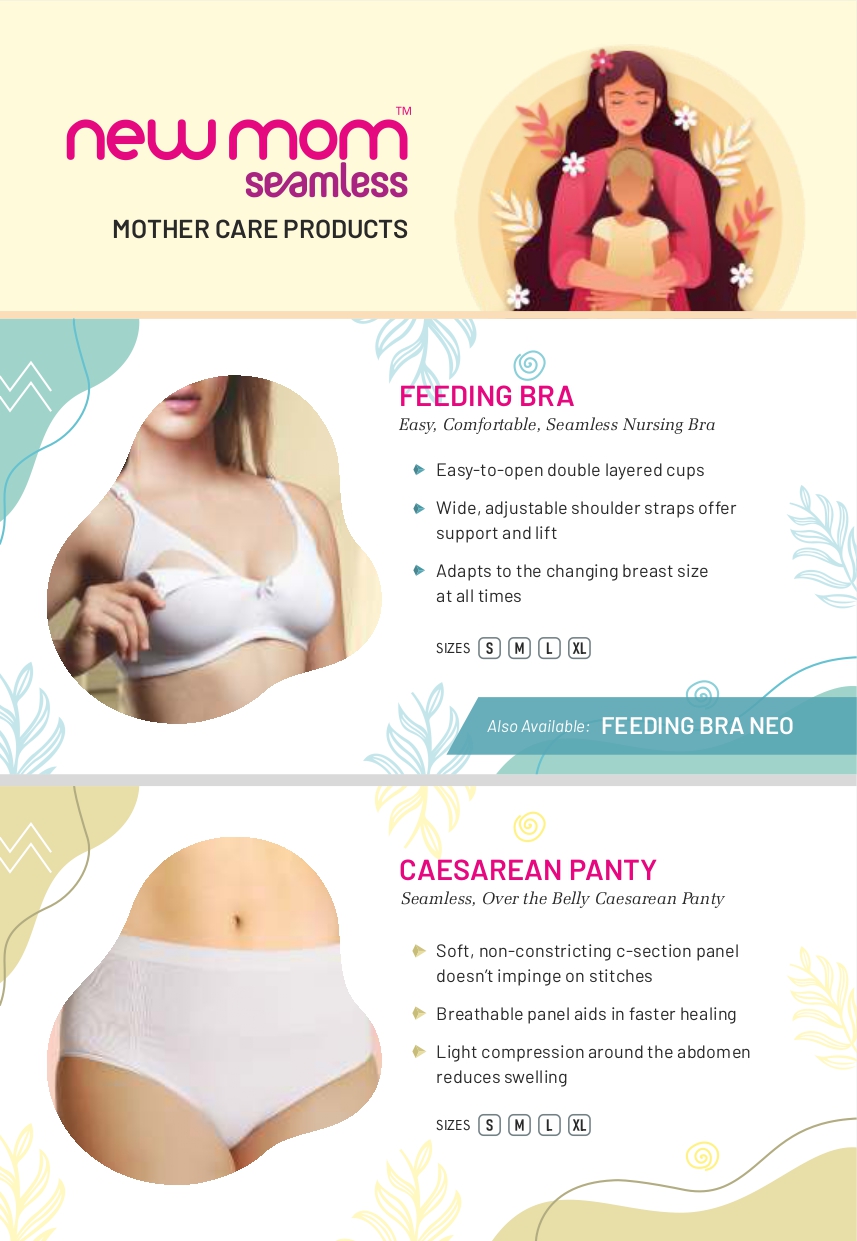 new mom™
seamless
MOTHER CARE PRODUCTS
FEEDING BRA
Easy, Comfortable, Seamless Nursing Bra
Easy-to-open double layered cups
Wide, adjustable shoulder straps offer
support and lift
Adapts to the changing breast size
at all times
SIZES S M L XL
Also Available: FEEDING BRA NEO
CAESAREAN PANTY
Seamless, Over the Belly Caesarean Panty
Soft, non-constricting c-section panel
doesn't impinge on stitches
Breathable panel aids in faster healing
Light compression around the abdomen
reduces swelling
SIZES S M L XL